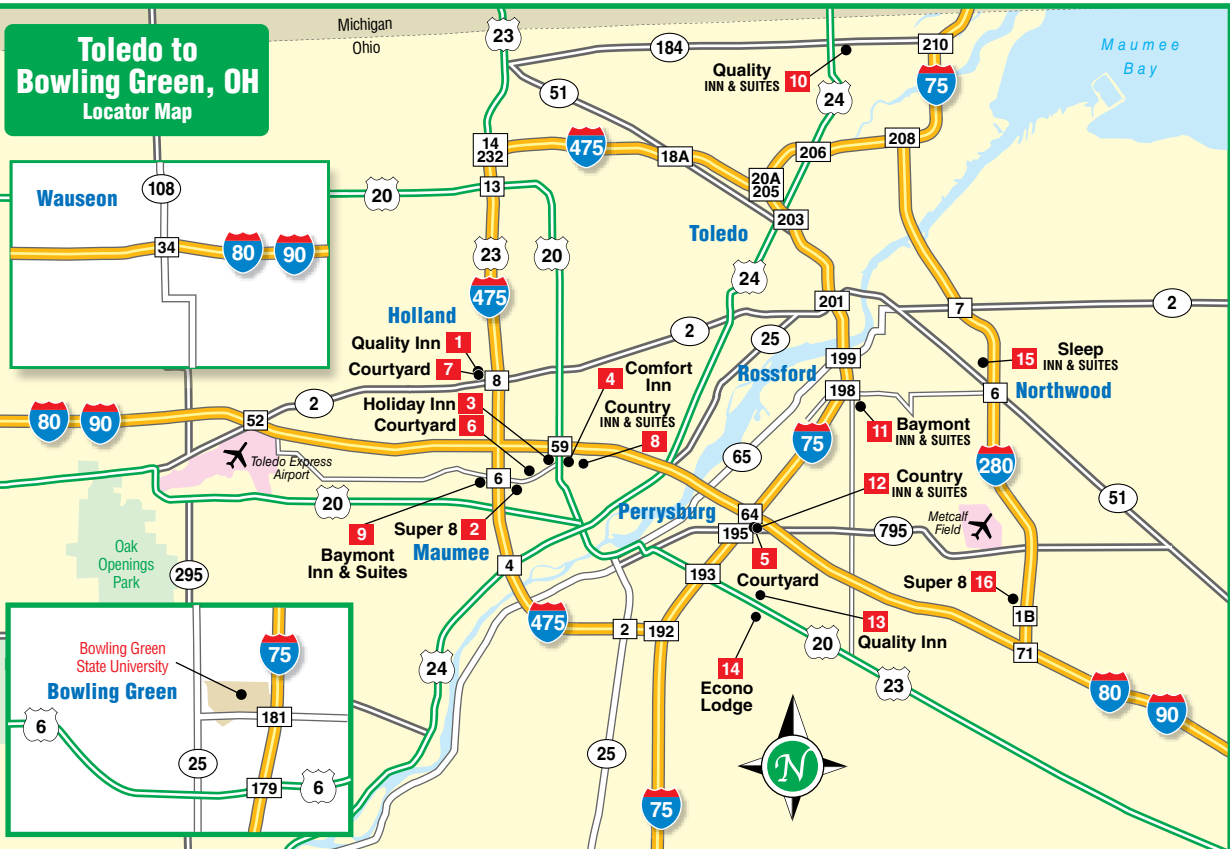 Toledo to
Bowling Green, OH
Locator Map
Michigan
Ohio
23
184
210
Maumee
Bay
Quality
INN & SUITES
10
24
75
51
14
232
475
18A
206
208
20A
205
203
Wauseon
108
34
80
90
20
13
23
20
475
Toledo
24
201
7
2
Holland
Quality Inn
1
Courtyard
7
8
2
25
199
Rossford
198
15
Sleep
INN & SUITES
6
Northwood
4
Comfort
Inn
Holiday Inn
3
Country
INN & SUITES
Courtyard
6
8
11
Baymont
INN & SUITES
80
90
52
2
59
75
280
Toledo Express
Airport
6
65
12
Country
INN & SUITES
51
20
9
Baymont
Inn & Suites
Super 8
2
Maumee
Perrysburg
64
195
795
Metcalf
Field
Oak
Openings
Park
295
4
193
5
Courtyard
Super 8
16
1B
475
2
192
13
Quality Inn
20
71
14
Econo
Lodge
23
80
90
24
25
75
N
Bowling Green
State University
Bowling Green
75
6
181
25
179
6